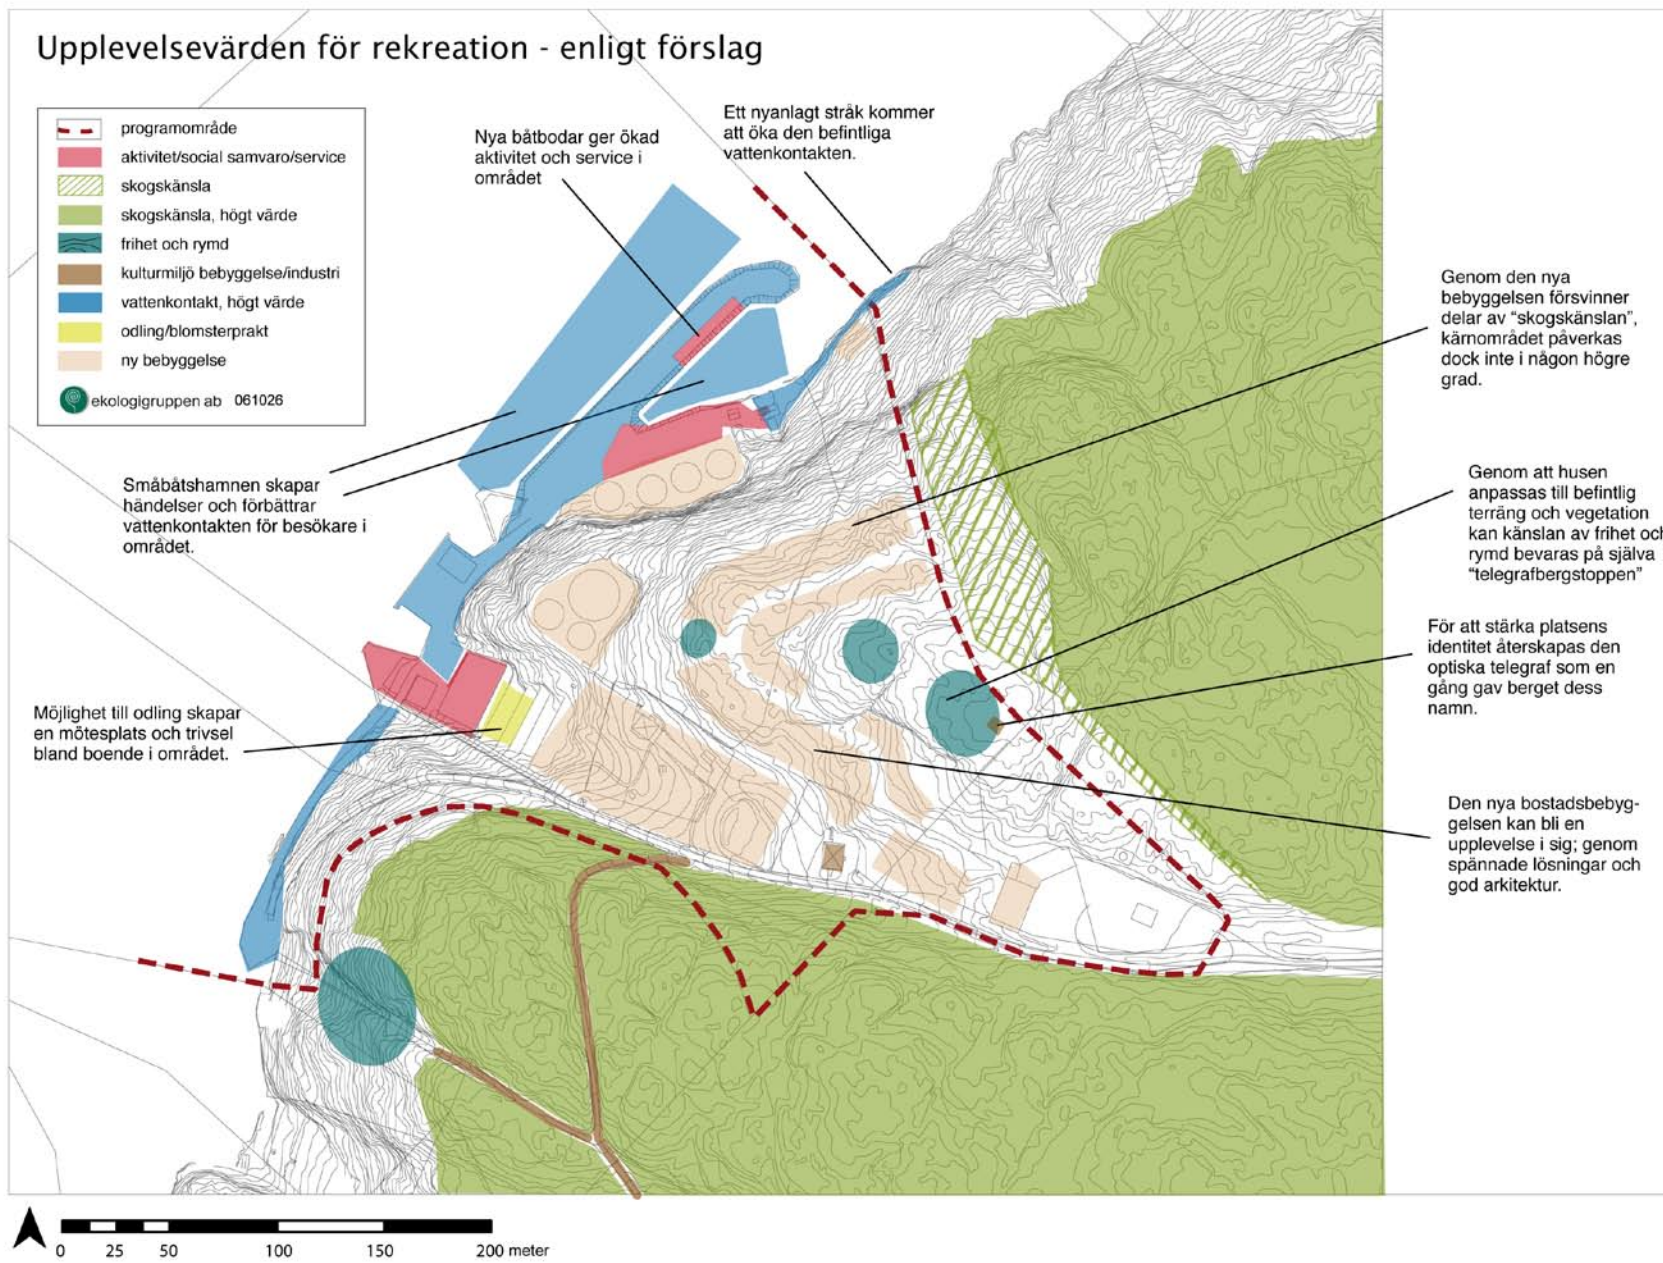 Upplevelsevärden för rekreation - enligt förslag
programområde
aktivitet/social samvaro/service
skogskänsla
skogskänsla, högt värde
frihet och rymd
kulturmiljö bebyggelse/industri
vattenkontakt, högt värde
odling/blomsterprakt
ny bebyggelse
ekologigruppen ab 061026
Nya båtbodar ger ökad
aktivitet och service i
området
Ett nyanlagt stråk kommer
att öka den befintliga
vattenkontakten.
Genom den nya
bebyggelsen försvinner
delar av “skogskänslan”,
kärnområdet påverkas
dock inte i någon högre
grad.
Småbåtshamnen skapar
händelser och förbättrar
vattenkontakten för besökare i
området.
Genom att husen
anpassas till befintlig
terräng och vegetation
kan känslan av frihet och
rymd bevaras på själva
“telegrafbergstoppen”
För att stärka platsens
identitet återskapas den
optiska telegraf som en
gång gav berget dess
namn.
Möjlighet till odling skapar
en mötesplats och trivsel
bland boende i området.
Den nya bostadsbebyg-
gelsen kan bli en
upplevelse i sig; genom
spännade lösningar och
god arkitektur.
0 25 50 100 150 200 meter